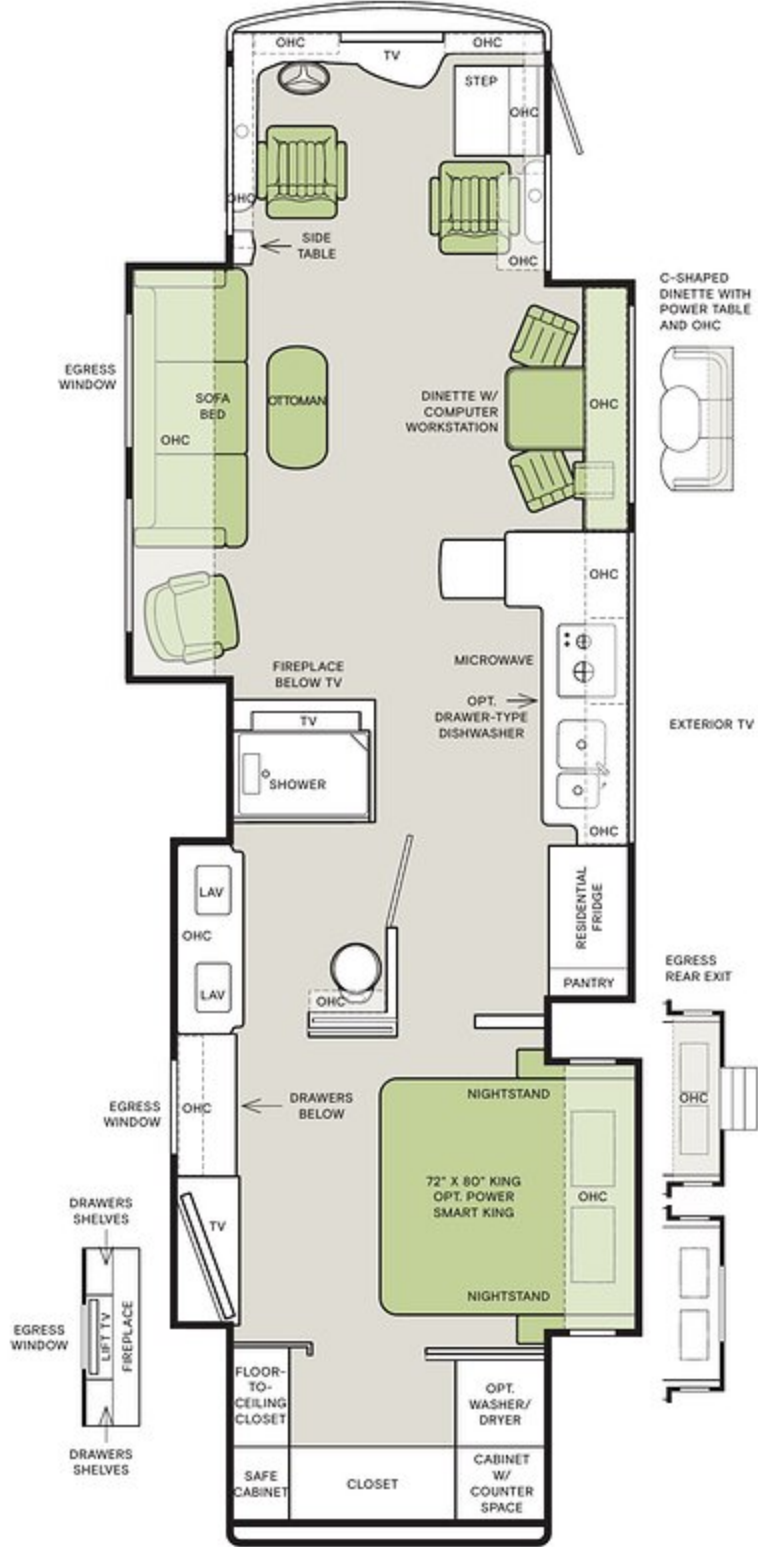 OHC
OHC
TV
STEP
OHC
OHC
SIDE
TABLE
OHC
C-SHAPED
DINETTE WITH
POWER TABLE
AND OHC
EGRESS
WINDOW
SOFA
BED
OTTOMAN
OHC
DINETTE W/
COMPUTER
WORKSTATION
OHC
OHC
FIREPLACE
BELOW TV
MICROWAVE
OPT.
DRAWER-TYPE
DISHWASHER
TV
EXTERIOR TV
SHOWER
OHC
LAV
OHC
LAV
RESIDENTIAL
FRIDGE
PANTRY
OHC
EGRESS
REAR EXIT
EGRESS
WINDOW
OHC
DRAWERS
BELOW
NIGHTSTAND
OHC
72" X 80" KING
OPT. POWER
SMART KING
OHC
DRAWERS
SHELVES
TV
NIGHTSTAND
EGRESS
WINDOW
LIFT TV
FIREPLACE
DRAWERS
SHELVES
FLOOR-
TO-
CEILING
CLOSET
OPT.
WASHER/
DRYER
SAFE
CABINET
CLOSET
CABINET
W/
COUNTER
SPACE